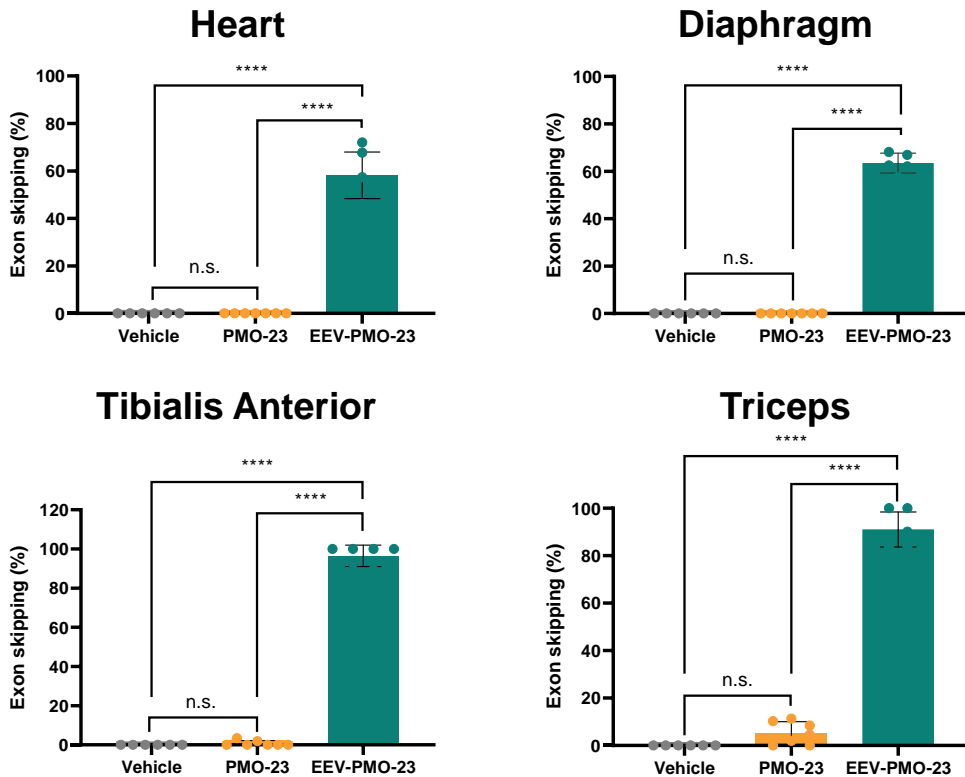 Heart
Exon skipping (%)
100
80
60
40
20
0
****
****
n.s.
Vehicle PMO-23 EEV-PMO-23
Diaphragm
Exon skipping (%)
100
80
60
40
20
0
****
****
n.s.
Vehicle PMO-23 EEV-PMO-23
Tibialis Anterior
Exon skipping (%)
120
100
80
60
40
20
0
****
****
n.s.
Vehicle PMO-23 EEV-PMO-23
Triceps
Exon skipping (%)
100
80
60
40
20
0
****
****
n.s.
Vehicle PMO-23 EEV-PMO-23